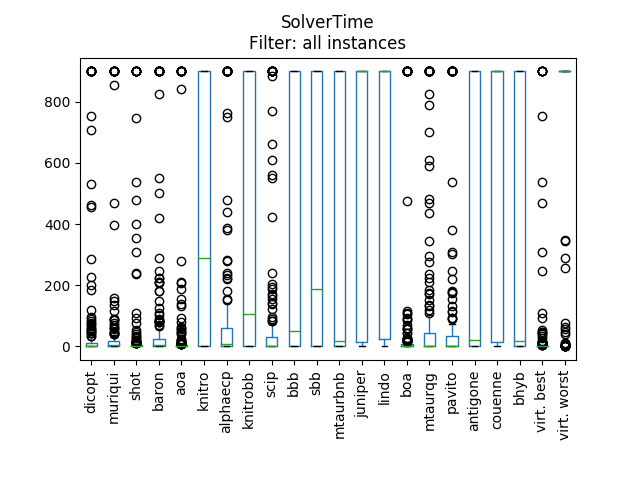 SolverTime
Filter: all instances
800
600
400
200
0
dicopt
muriqui
shot
baron
aoa
knitro
alphaecp
knitrobb
scip
bbb
sbb
mtaurbnb
juniper
lindo
boa
mtaurqg
pavito
antigone
couenne
bhyb
virt. best
virt. worst